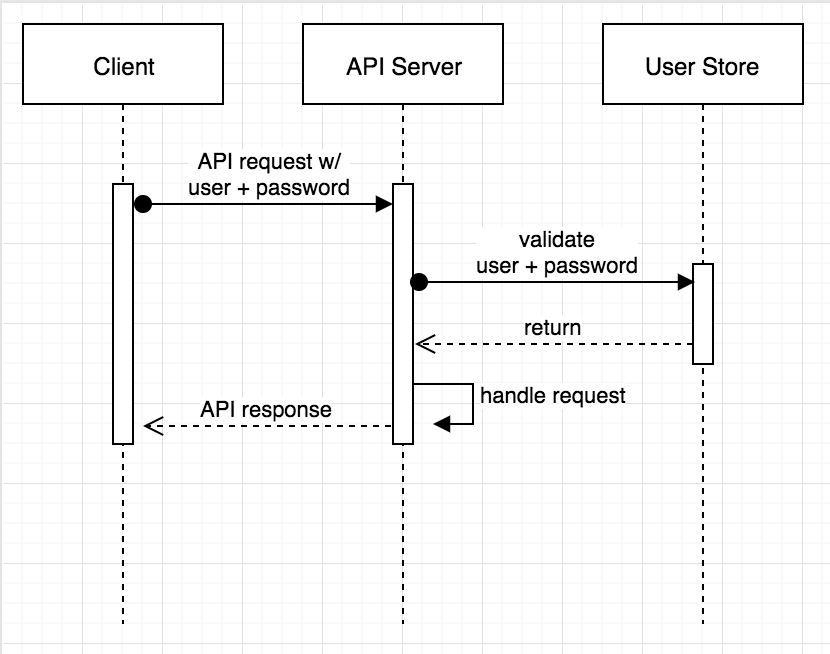 Client
API Server
User Store
API request w/
user + password
validate
user + password
return
handle request
API response